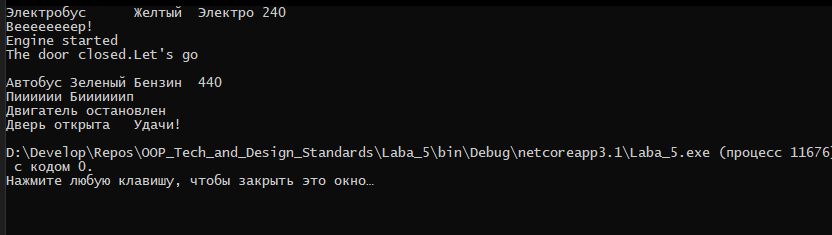 Электробус Желтый Электро 240
Веееееееер!
Engine started
The door closed.Let's go
Автобус Зеленый Бензин 440
Пииииии Биииииип
Двигатель остановлен
Дверь открыта Удачи!
D:\Develop\Repos\OOP_Tech_and_Design_Standards\Laba_5\bin\Debug\netcoreapp3.1\Laba_5.exe (процесс 11676)
с кодом 0.
Нажмите любую клавишу, чтобы закрыть это окно…